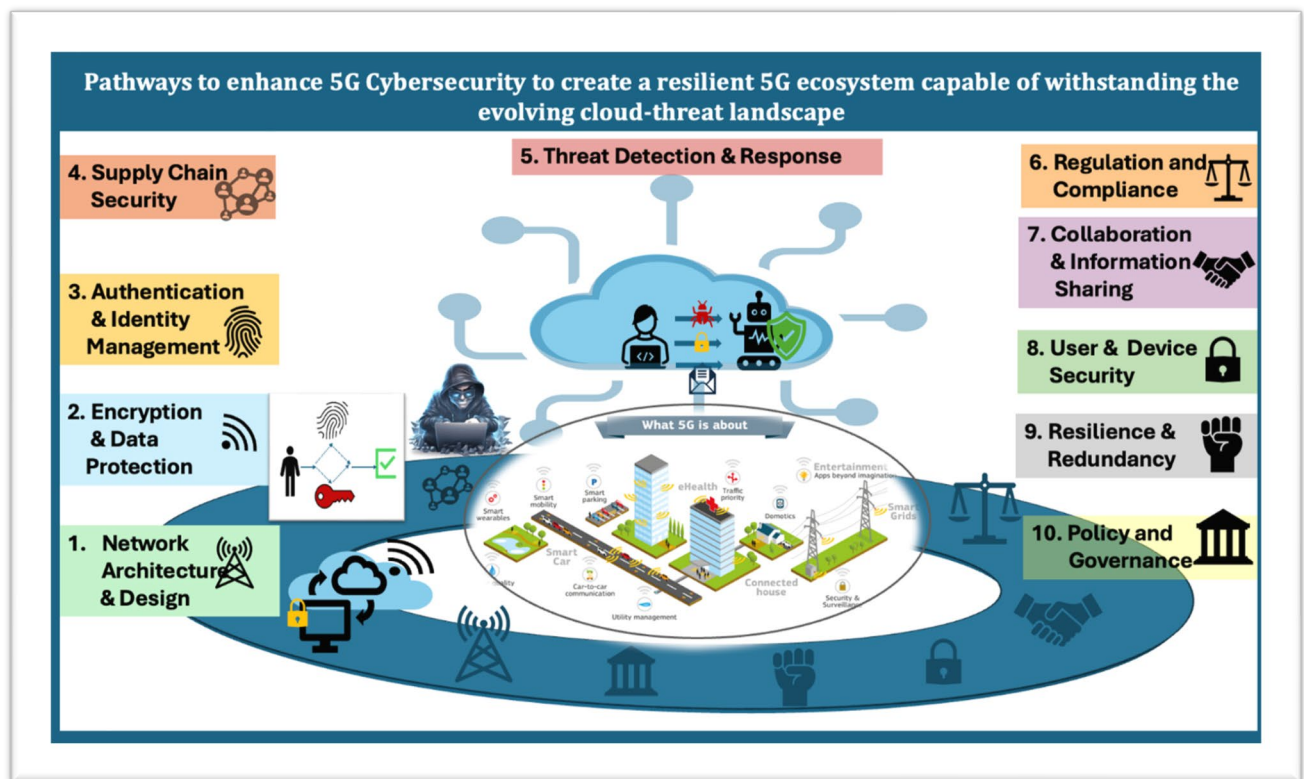 Pathways to enhance 5G Cybersecurity to create a resilient 5G ecosystem capable of withstanding the
evolving cloud-threat landscape
4. Supply Chain
Security
5. Threat Detection & Response
6. Regulation and
Compliance
7. Collaboration
& Information
Sharing
3. Authentication
& Identity
Management
8. User & Device
Security
2. Encryption
& Data
Protection
9. Resilience &
Redundancy
1. Network
Architecture
& Design
10. Policy and
Governance
</>
What 5G is about
Entertainment
Apps beyond imagination
eHealth
Traffic
priority
Smart
mobility
Smart
parking
P
Smart
wearables
Domotics
Smart
Grids
Smart
Car
Car-to-car
communication
Connected
house
Utility management
Security &
Surveillance